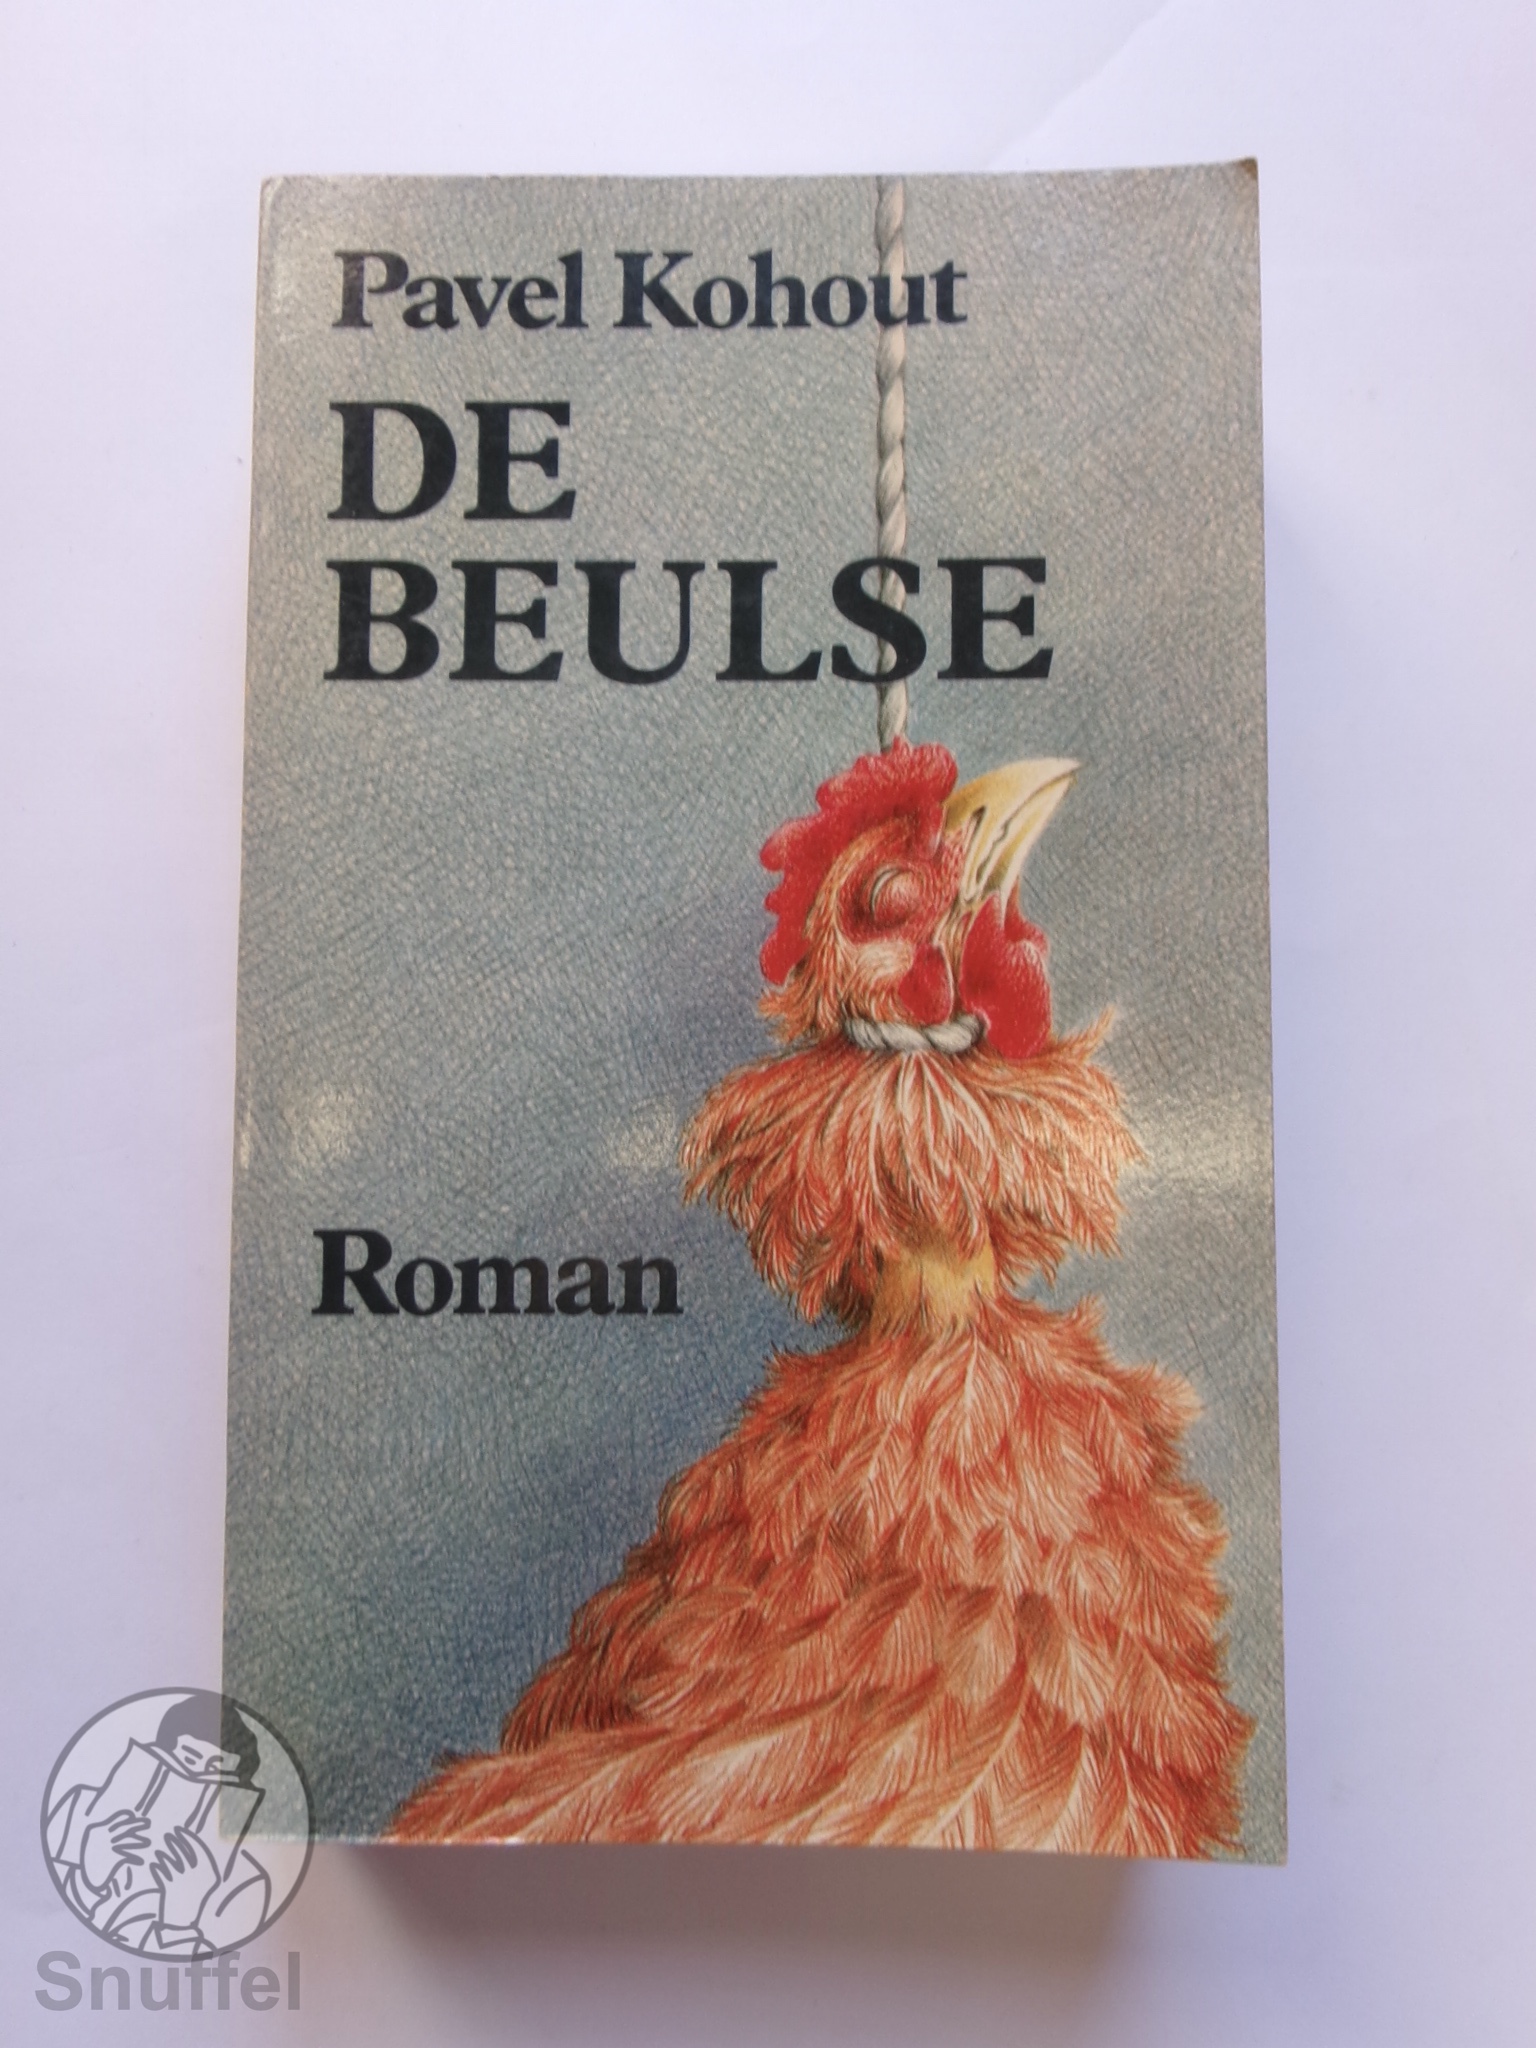 Pavel Kohout
DE
BEULSE
Roman
Snuffel